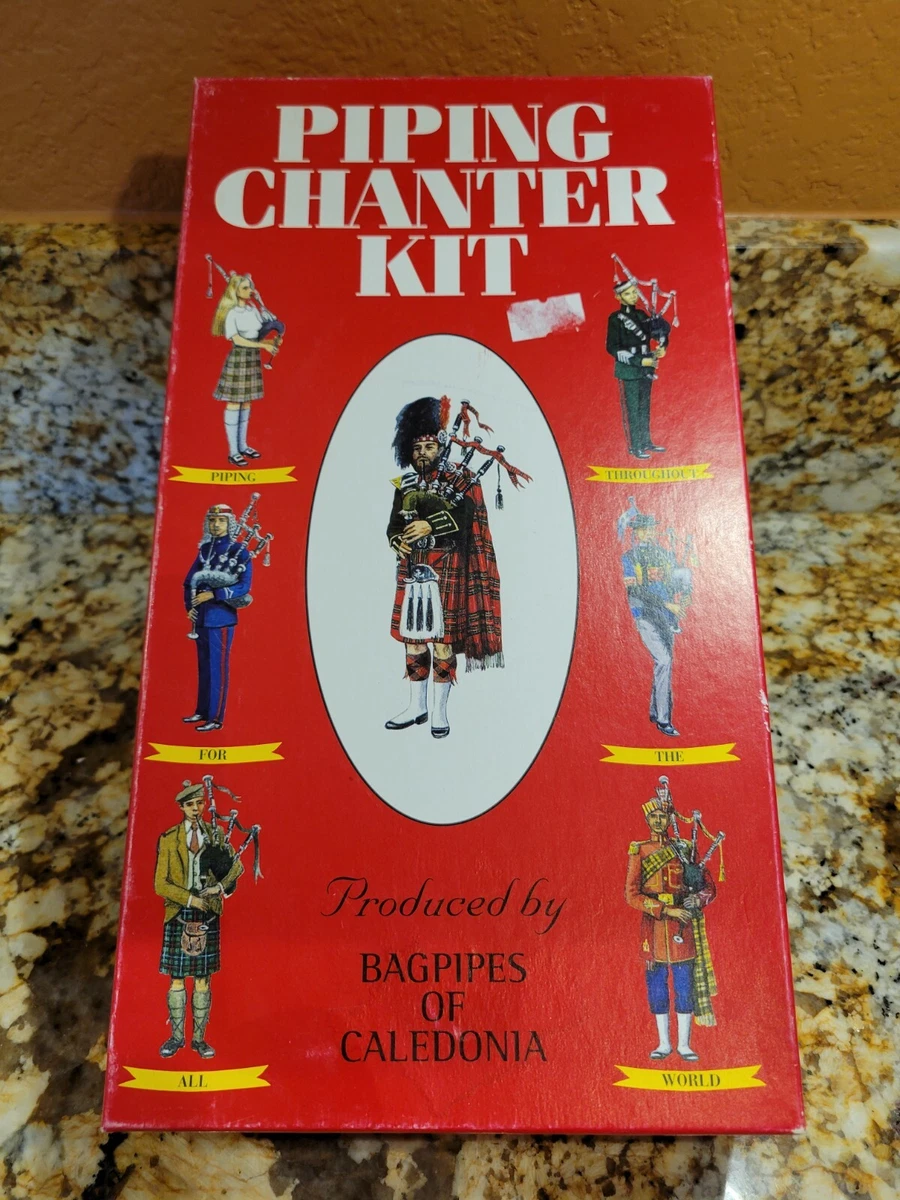 PIPING
CHANTER
KIT
PIPING
THROUGHOUT
FOR
THE
ALL
WORLD
Produced by
BAGPIPES
OF
CALEDONIA